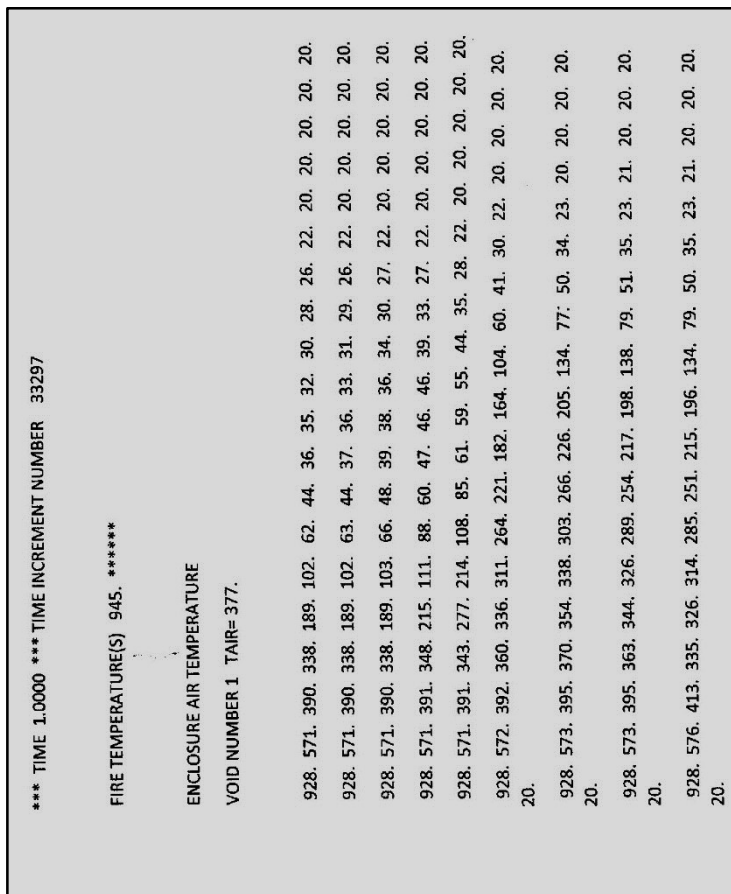 *** TIME 1.0000 *** TIME INCREMENT NUMBER 33297
FIRE TEMPERATURE(S) 945. ******
ENCLOSURE AIR TEMPERATURE
VOID NUMBER 1 TAIR= 377.
928. 571. 390. 338. 189. 102. 62. 44. 36. 35. 32. 30. 28. 26. 22. 20. 20. 20. 20. 20.
928. 571. 390. 338. 189. 102. 63. 44. 37. 36. 33. 31. 29. 26. 22. 20. 20. 20. 20. 20.
928. 571. 390. 338. 189. 103. 66. 48. 39. 38. 36. 34. 30. 27. 22. 20. 20. 20. 20. 20.
928. 571. 391. 348. 215. 111. 88. 60. 47. 46. 46. 39. 33. 27. 22. 20. 20. 20. 20. 20.
928. 571. 391. 343. 277. 214. 108. 85. 61. 59. 55. 44. 35. 28. 22. 20. 20. 20. 20. 20.
928. 572. 392. 360. 336. 311. 264. 221. 182. 164. 104. 60. 41. 30. 22. 20. 20. 20. 20.
20.
928. 573. 395. 370. 354. 338. 303. 266. 226. 205. 134. 77. 50. 34. 23. 20. 20. 20. 20.
20.
928. 573. 395. 363. 344. 326. 289. 254. 217. 198. 138. 79. 51. 35. 23. 21. 20. 20. 20.
20.
928. 576. 413. 335. 326. 314. 285. 251. 215. 196. 134. 79. 50. 35. 23. 21. 20. 20. 20.
20.